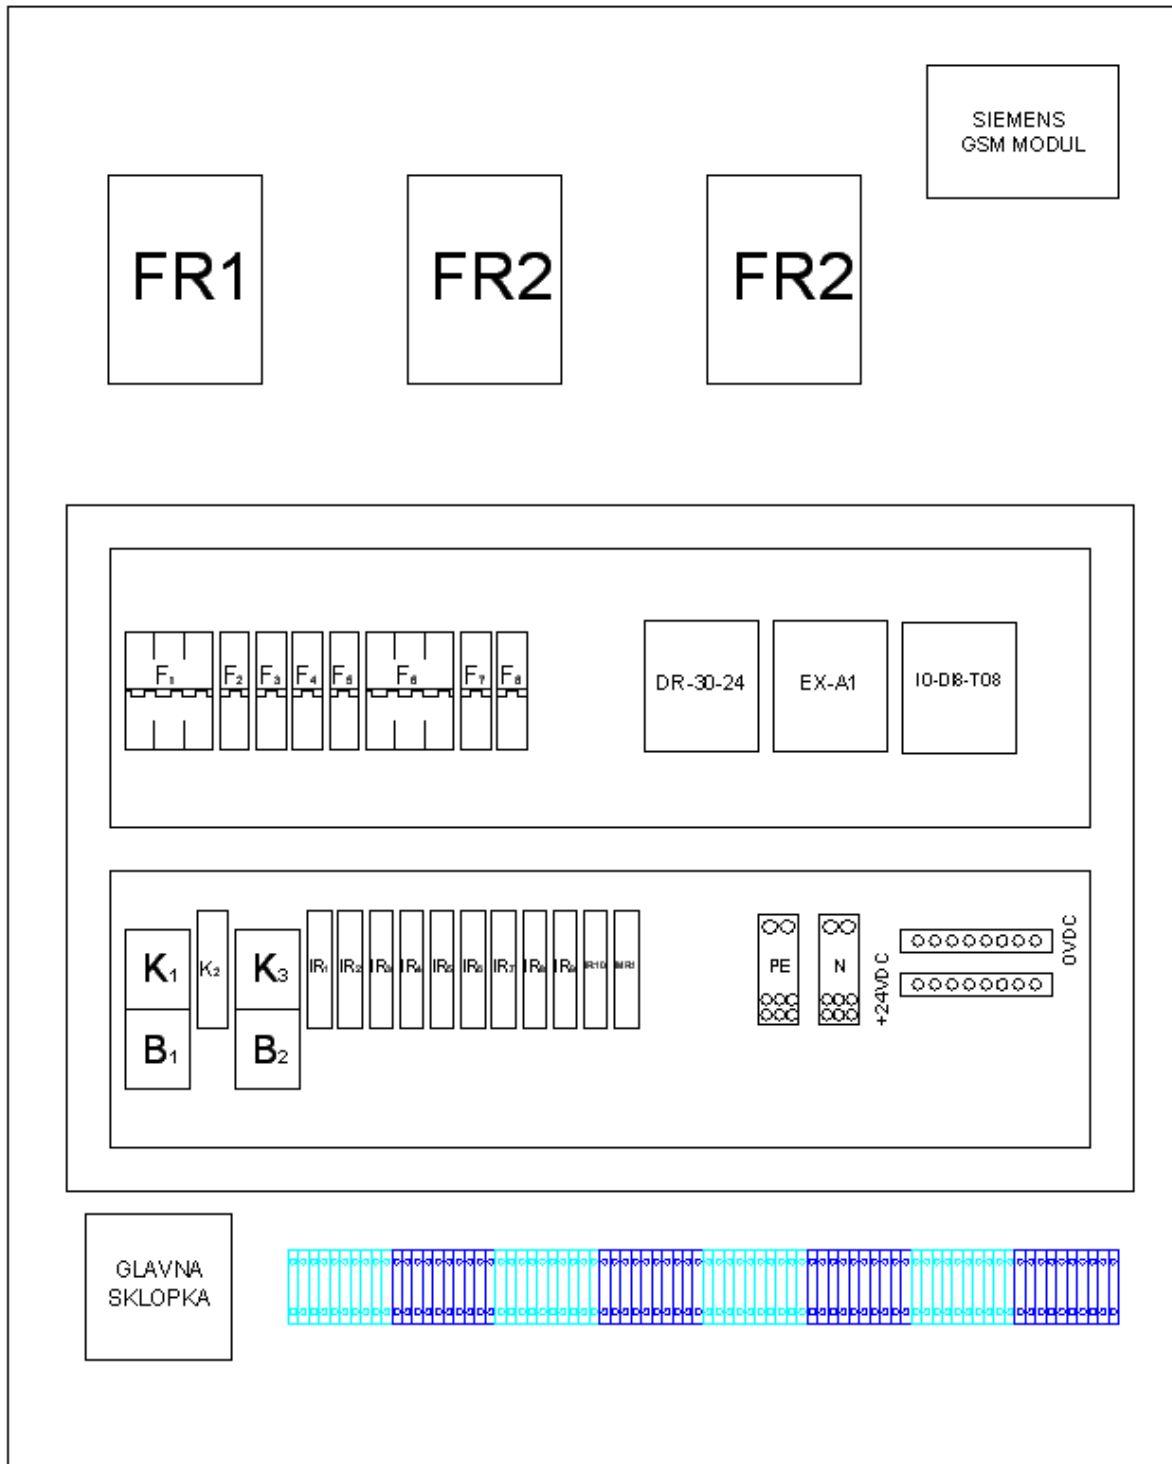 SIEMENS
GSM MODUL
FR1
FR2
FR2
F1
F2
F3
F4
F5
F6
F7
F8
DR-30-24
EX-A1
IO-DI8-TO8
K1
K2
K3
IR1
IR2
IR3
IR4
IR5
IR6
IR7
IR8
IR9
IR10
PE
N
+24VDC
0VDC
B1
B2
GLAVNA
SKLOPKA